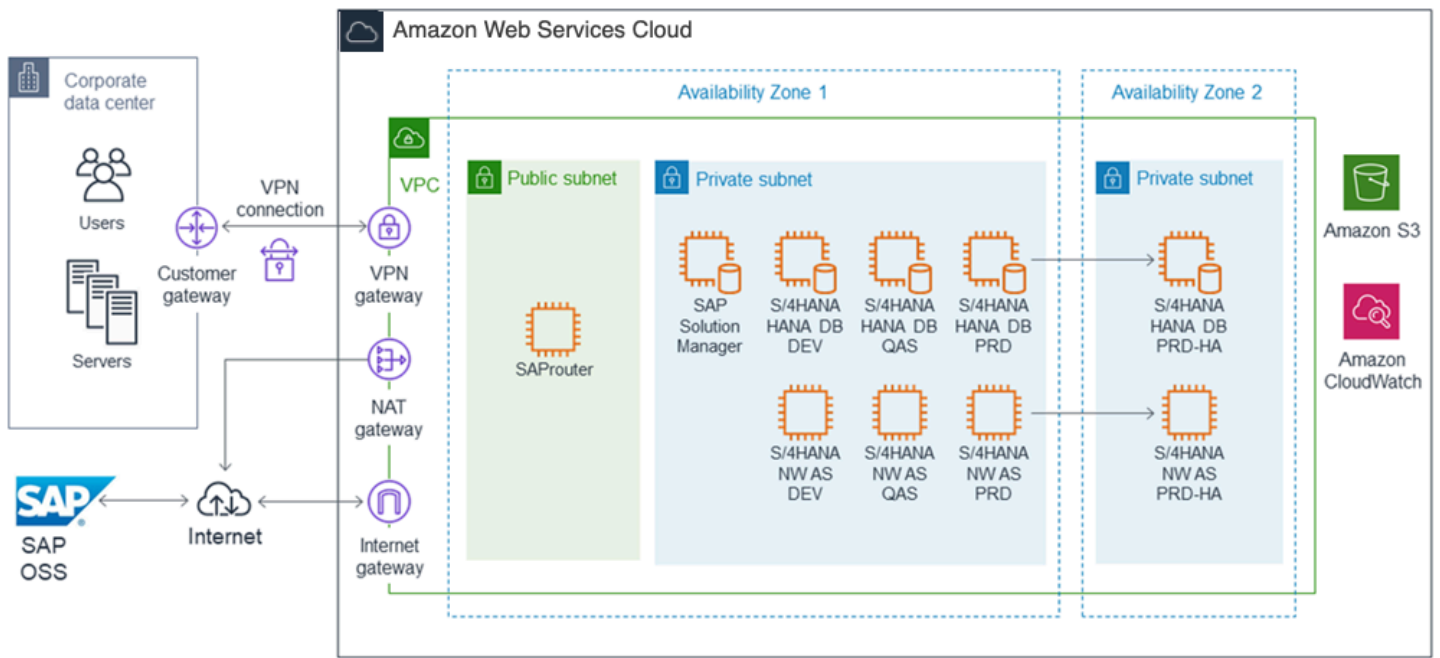 Amazon Web Services Cloud
Corporate
data center
Users
Servers
VPN
connection
Customer
gateway
SAP
SAP
OSS
Internet
VPC
VPN
gateway
NAT
gateway
Internet
gateway
Availability Zone 1
Public subnet
SAProuter
Private subnet
SAP
Solution
Manager
S/4HANA
HANA DB
DEV
S/4HANA
HANA DB
QAS
S/4HANA
HANA DB
PRD
S/4HANA
NW AS
DEV
S/4HANA
NW AS
QAS
S/4HANA
NW AS
PRD
Availability Zone 2
Private subnet
S/4HANA
HANA DB
PRD-HA
S/4HANA
NW AS
PRD-HA
Amazon S3
Amazon
CloudWatch